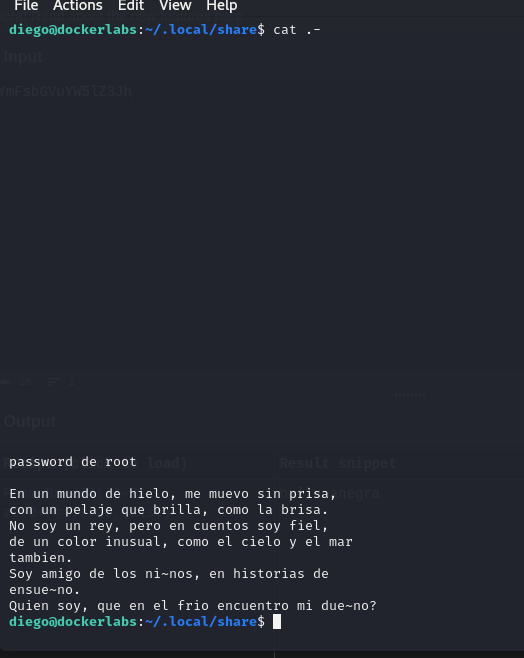 File Actions Edit View Help
diego@dockerlabs:~/.local/share$ cat .-
Input
YmFsbGVuYW5lZ3Jh
Output
password de root
load)
Result snippet
negra
En un mundo de hielo, me muevo sin prisa,
con un pelaje que brilla, como la brisa.
No soy un rey, pero en cuentos soy fiel,
de un color inusual, como el cielo y el mar
tambien.
Soy amigo de los ni~nos, en historias de
ensue~no.
Quien soy, que en el frio encuentro mi due~no?
diego@dockerlabs:~/.local/share$